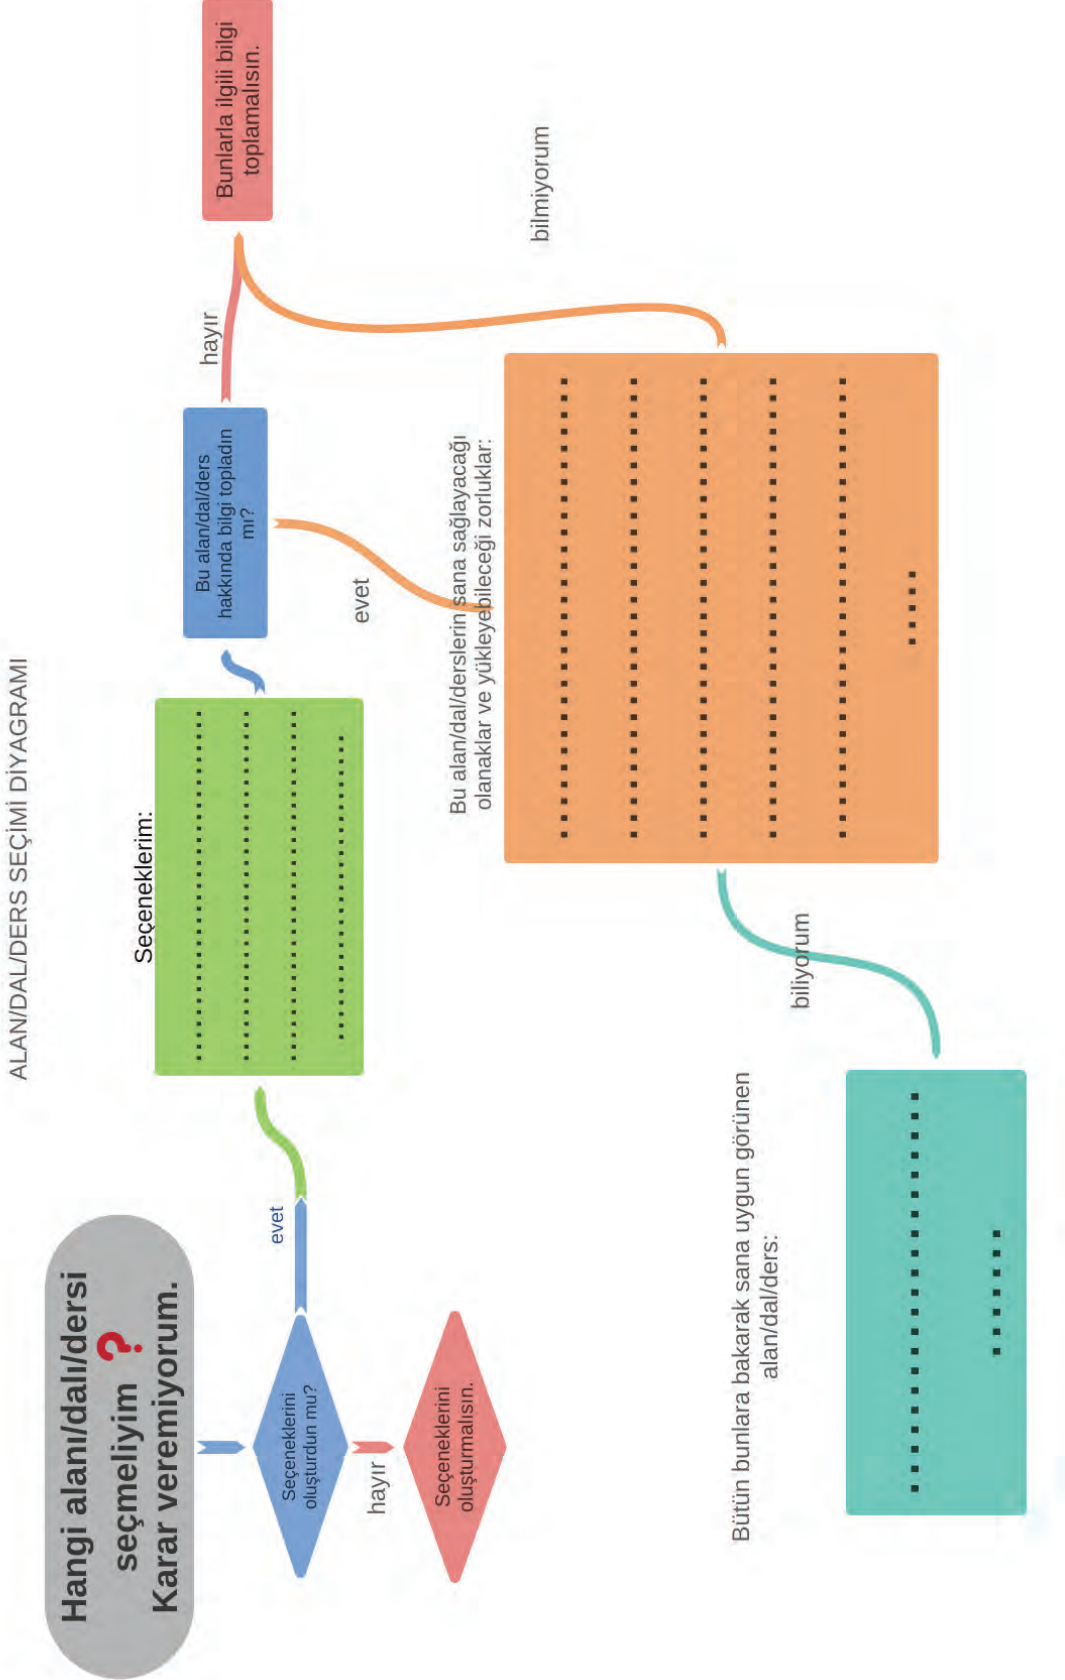 ALAN/DAL/DERS SEÇİMİ DİYAGRAMI
Hangi alanı/dalı/dersi
seçmeliyim ?
Karar veremiyorum.
Seçeneklerini
oluşturdun mu?
hayır
Seçeneklerini
oluşturmalısın.
evet
Seçeneklerim:
Bu alan/dal/ders
hakkında bilgi topladın
mı?
hayır
Bunlarla ilgili bilgi
toplamalısın.
evet
Bu alan/dal/derslerin sana sağlayacağı
olanaklar ve yükleyebileceği zorluklar:
bilmiyorum
biliyorum
Bütün bunlara bakarak sana uygun görünen
alan/dal/ders: